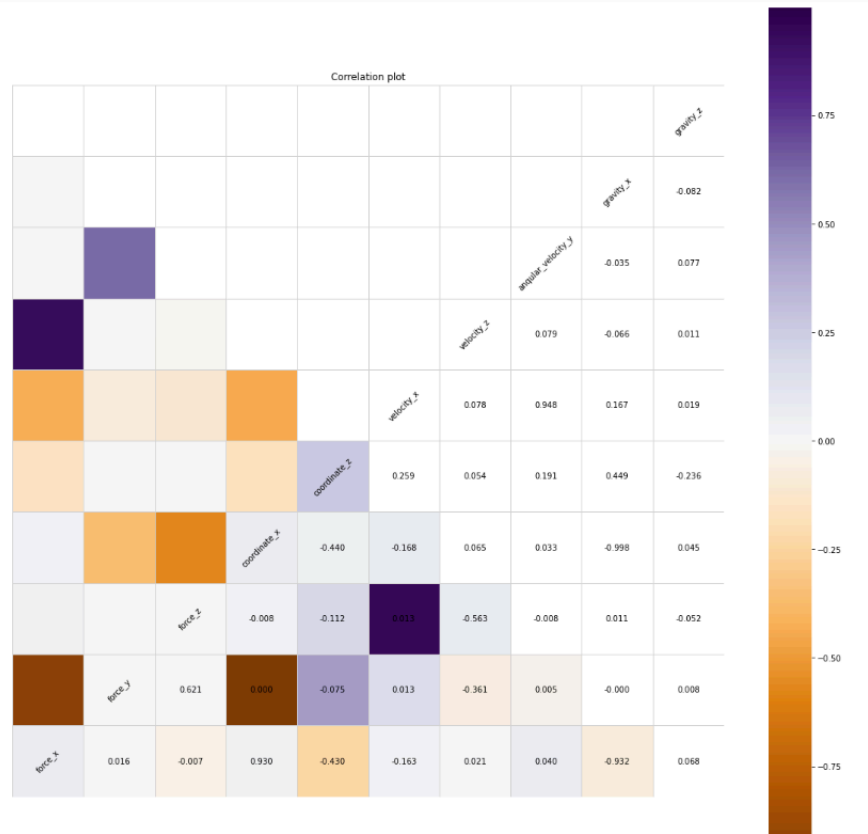 Correlation plot
gravity_z
gravity_x -0.082
angular_velocity_y -0.035 0.077
velocity_z 0.079 -0.066 0.011
velocity_x 0.078 0.948 0.167 0.019
coordinate_z 0.259 0.054 0.191 0.449 -0.236
coordinate_x -0.440 -0.168 0.065 0.033 -0.998 0.045
force_z -0.008 -0.112 0.013 -0.563 -0.008 0.011 -0.052
force_y 0.621 0.000 -0.075 0.013 -0.361 0.005 -0.000 0.008
force_x 0.016 -0.007 0.930 -0.430 -0.163 0.021 0.040 -0.932 0.068
0.75
0.50
0.25
0.00
-0.25
-0.50
-0.75